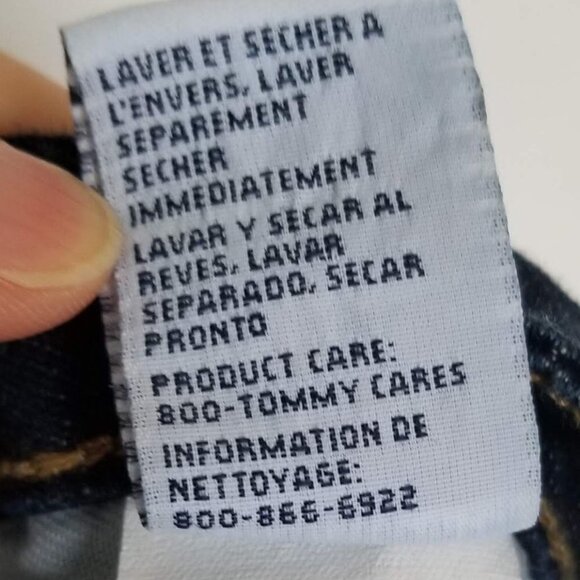 LAVER ET SECHER A
L'ENVERS, LAVER
SEPAREMENT
SECHER
IMMEDIATEMENT
LAVAR Y SECAR AL
REVES, LAVAR
SEPARADO, SECAR
PRONTO
PRODUCT CARE:
800-TOMMY CARES
INFORMATION DE
NETTOYAGE:
800-866-6922